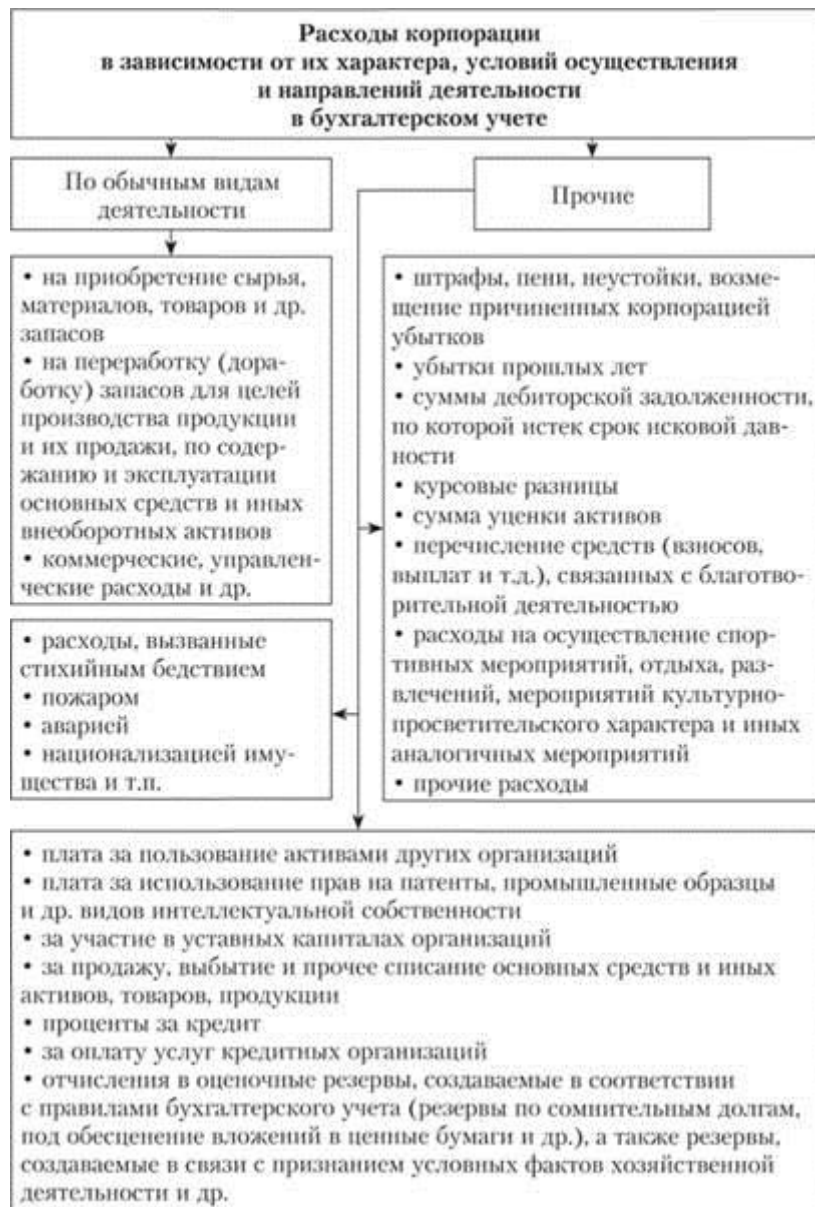 Расходы корпорации
в зависимости от их характера, условий осуществления
и направлений деятельности
в бухгалтерском учете
По обычным видам
деятельности
Прочие
• на приобретение сырья,
материалов, товаров и др.
запасов
• на переработку (дора-
ботку) запасов для целей
производства продукции
и их продажи, по содер-
жанию и эксплуатации
основных средств и иных
внеоборотных активов
• коммерческие, управлен-
ческие расходы и др.
• штрафы, пени, неустойки, возме-
щение причиненных корпорацией
убытков
• убытки прошлых лет
• суммы дебиторской задолженности,
по которой истек срок исковой дав-
ности
• курсовые разницы
• сумма уценки активов
• перечисление средств (взносов,
выплат и т.д.), связанных с благотво-
рительной деятельностью
• расходы на осуществление спор-
тивных мероприятий, отдыха, раз-
влечений, мероприятий культурно-
просветительского характера и иных
аналогичных мероприятий
• прочие расходы
• расходы, вызванные
стихийным бедствием
• пожаром
• аварией
• национализацией иму-
щества и т.п.
• плата за пользование активами других организаций
• плата за использование прав на патенты, промышленные образцы
и др. видов интеллектуальной собственности
• за участие в уставных капиталах организаций
• за продажу, выбытие и прочее списание основных средств и иных
активов, товаров, продукции
• проценты за кредит
• за оплату услуг кредитных организаций
• отчисления в оценочные резервы, создаваемые в соответствии
с правилами бухгалтерского учета (резервы по сомнительным долгам,
под обесценение вложений в ценные бумаги и др.), а также резервы,
создаваемые в связи с признанием условных фактов хозяйственной
деятельности и др.